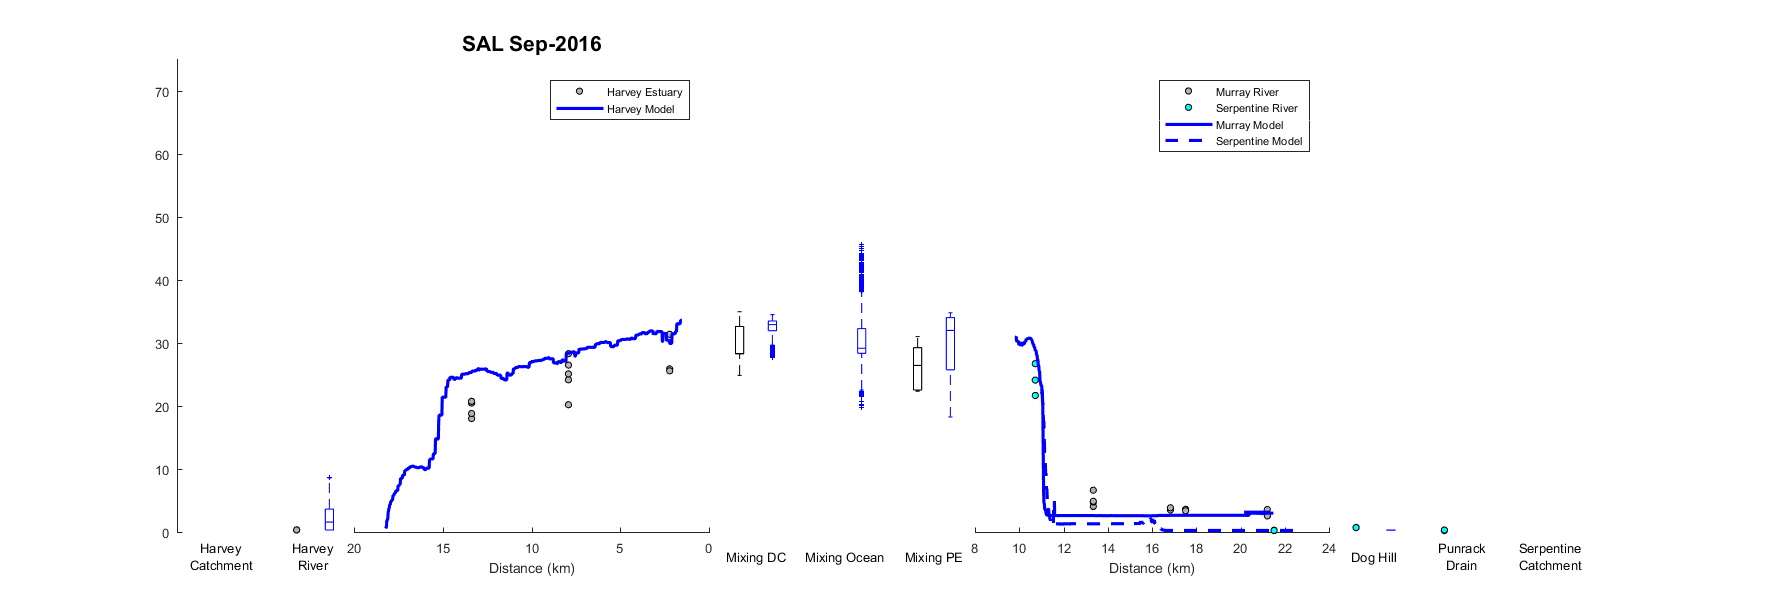 SAL Sep-2016
Harvey Estuary
Harvey Model
Murray River
Serpentine River
Murray Model
Serpentine Model
70
60
50
40
30
20
10
0
20 15 10 5 0
8 10 12 14 16 18 20 22 24
Harvey
Catchment
Harvey
River
Distance (km)
Mixing DC
Mixing Ocean
Mixing PE
Distance (km)
Dog Hill
Punrack
Drain
Serpentine
Catchment